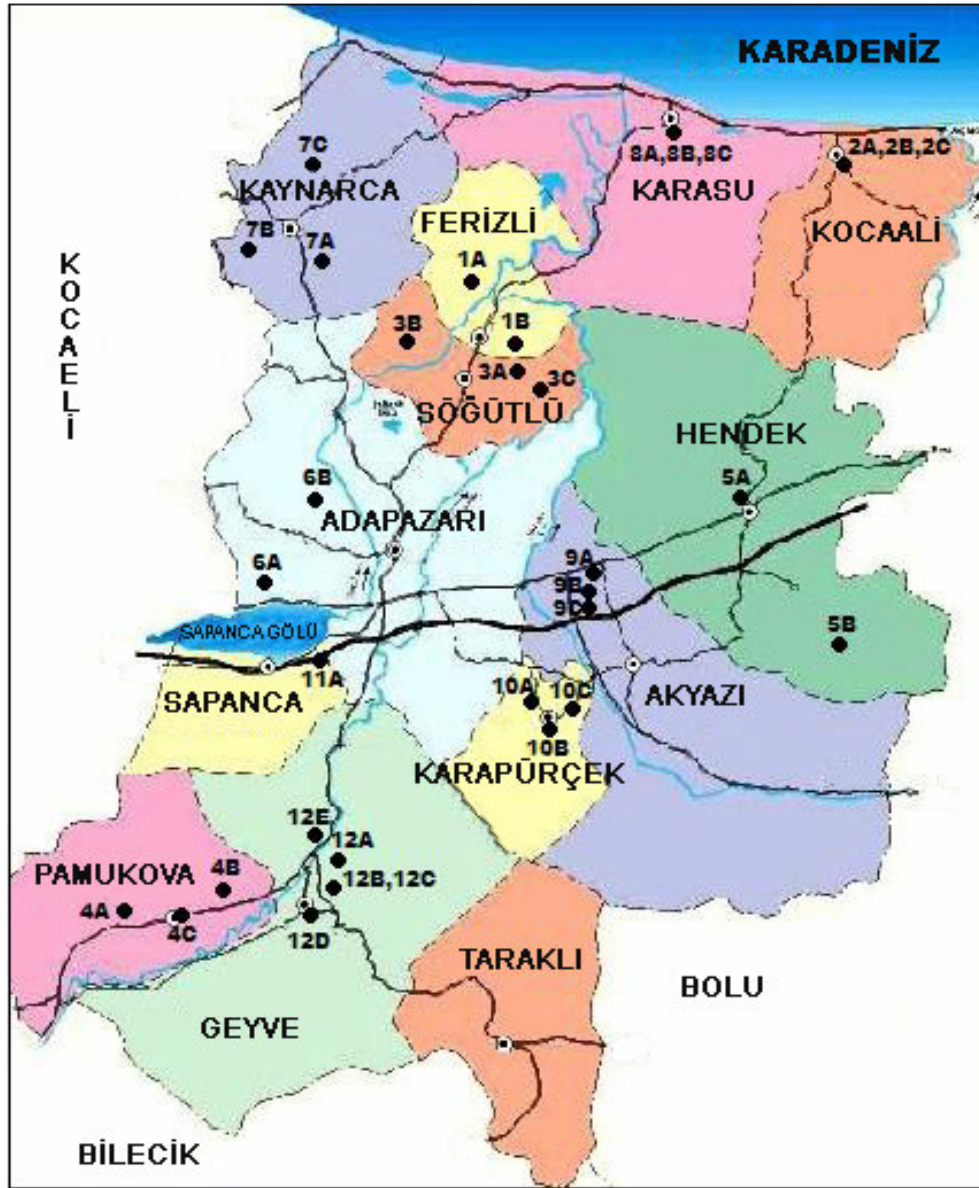 KARADENİZ
7C
8A,8B,8C
2A,2B,2C
KAYNARCA
KARASU
FERİZLİ
KOCAALİ
7B
7A
1A
KOCAELİ
3B
1B
3A
3C
SÖĞÜTLÜ
HENDEK
6B
5A
ADAPAZARI
9A
6A
9B
9C
SAPANCA GÖLÜ
5B
11A
10A
10C
AKYAZI
SAPANCA
10B
KARAPÜRÇEK
12E
12A
PAMUKOVA
4B
12B,12C
4A
4C
12D
TARAKLI
BOLU
GEYVE
BİLECİK